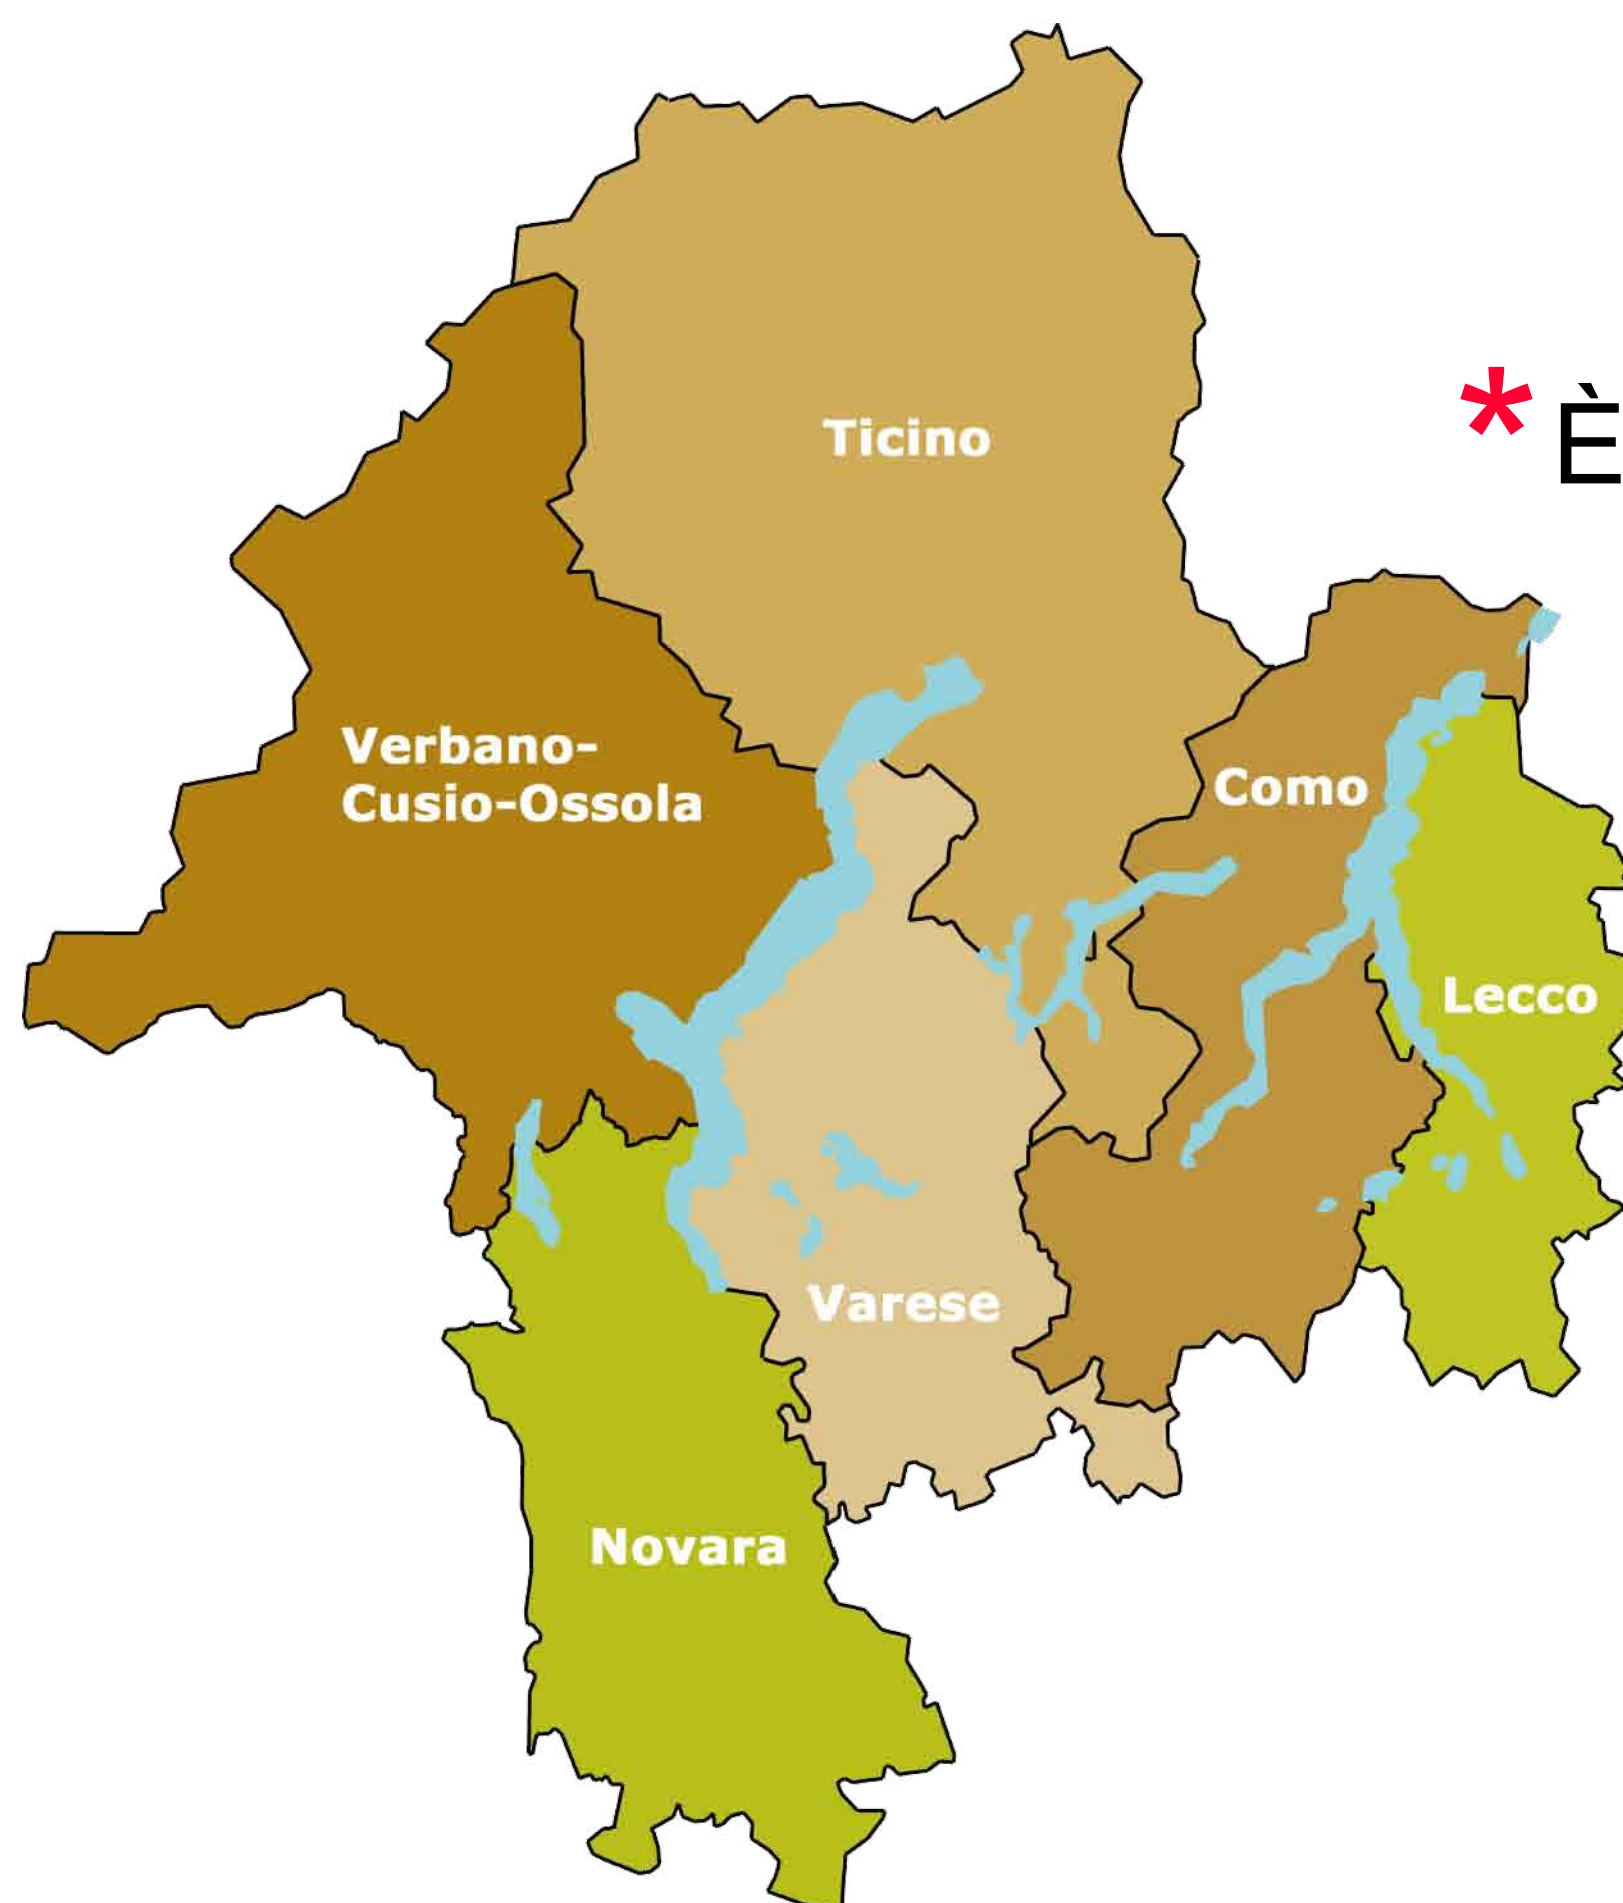 Ticino
* È
Verbano-
Cusio-Ossola
Como
Lecco
Varese
Novara